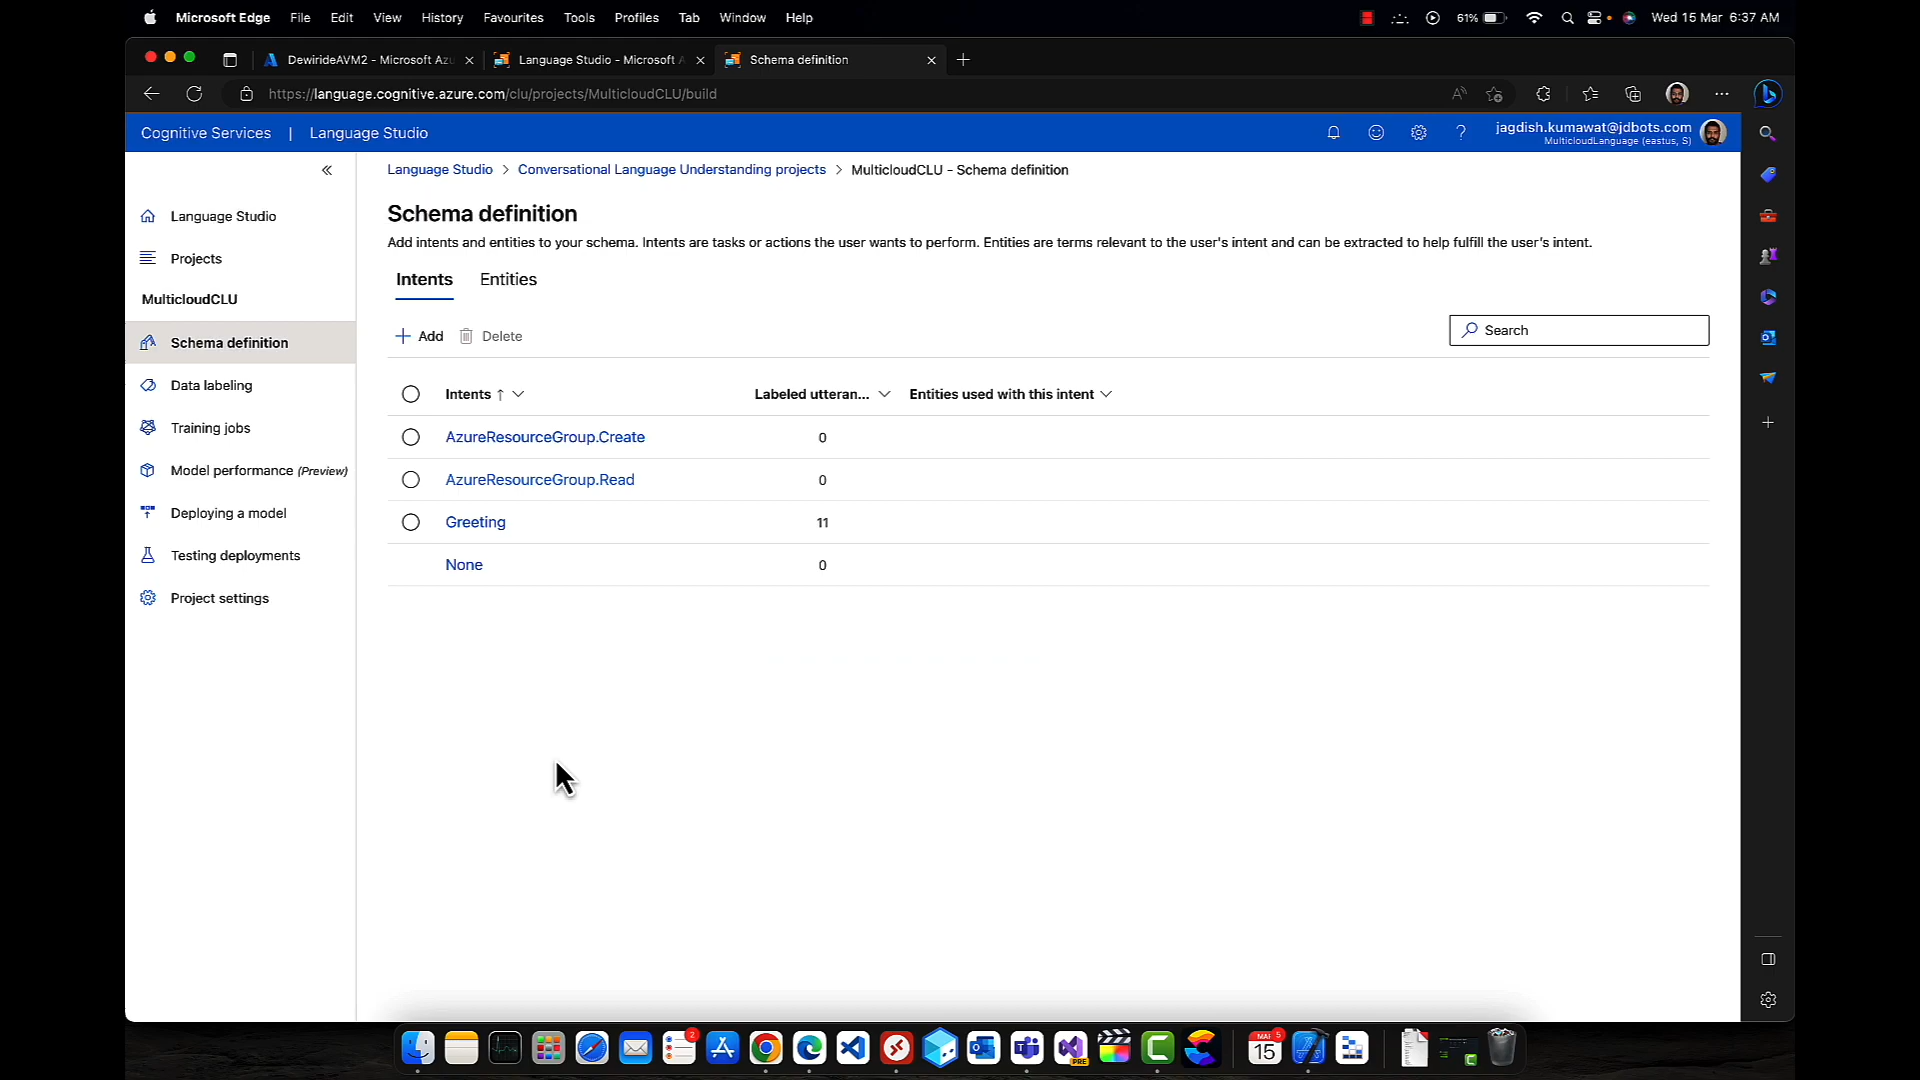 Microsoft Edge File Edit View History Favourites Tools Profiles Tab Window Help 61% Wed 15 Mar 6:37 AM
DewirideAVM2 - Microsoft Az Language Studio - Microsoft A Schema definition
https://language.cognitive.azure.com/clu/projects/MulticloudCLU/build
Cognitive Services | Language Studio
jagdish.kumawat@jdbots.com
MulticloudLanguage (eastus, S)
Language Studio > Conversational Language Understanding projects > MulticloudCLU - Schema definition
Language Studio
Projects
MulticloudCLU
Schema definition
Data labeling
Training jobs
Model performance (Preview)
Deploying a model
Testing deployments
Project settings
Schema definition
Add intents and entities to your schema. Intents are tasks or actions the user wants to perform. Entities are terms relevant to the user's intent and can be extracted to help fulfill the user's intent.
Intents Entities
Add Delete Search
Intents ↑ Labeled utteran... Entities used with this intent
AzureResourceGroup.Create 0
AzureResourceGroup.Read 0
Greeting 11
None 0
2
5
15
PRE